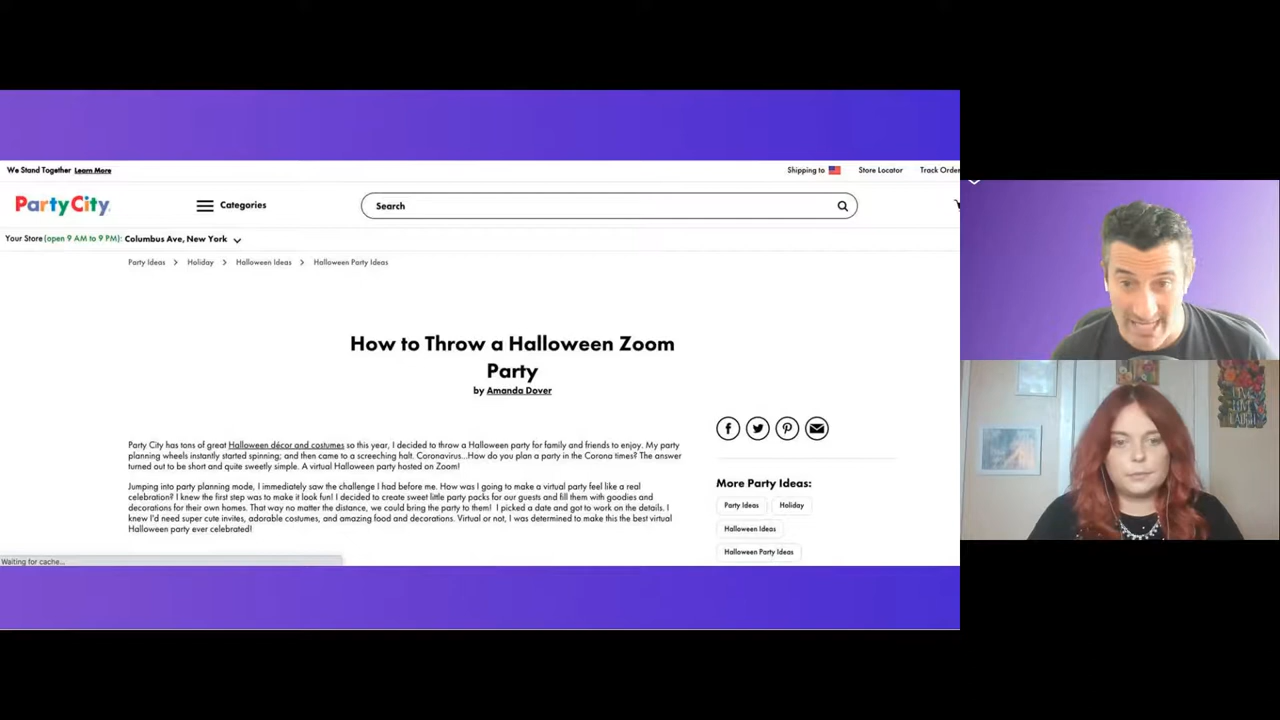 We Stand Together Learn More
Shipping to
Store Locator
Track Order
Party City
Categories
Search
Your Store (open 9 AM to 9 PM): Columbus Ave, New York
Party Ideas > Holiday > Halloween Ideas > Halloween Party Ideas
How to Throw a Halloween Zoom
Party
by Amanda Dover
Party City has tons of great Halloween décor and costumes so this year, I decided to throw a Halloween party for family and friends to enjoy. My party
planning wheels instantly started spinning; and then came to a screeching halt. Coronavirus...How do you plan a party in the Corona times? The answer
turned out to be short and quite sweetly simple. A virtual Halloween party hosted on Zoom!
Jumping into party planning mode, I immediately saw the challenge I had before me. How was I going to make a virtual party feel like a real
celebration? I knew the first step was to make it look fun! I decided to create sweet little party packs for our guests and fill them with goodies and
decorations for their own homes. That way no matter the distance, we could bring the party to them! I picked a date and got to work on the details. I
knew I'd need super cute invites, adorable costumes, and amazing food and decorations. Virtual or not, I was determined to make this the best virtual
Halloween party ever celebrated!
More Party Ideas:
Party Ideas
Holiday
Halloween Ideas
Halloween Party Ideas
Waiting for cache...
LIVE
LAUGH